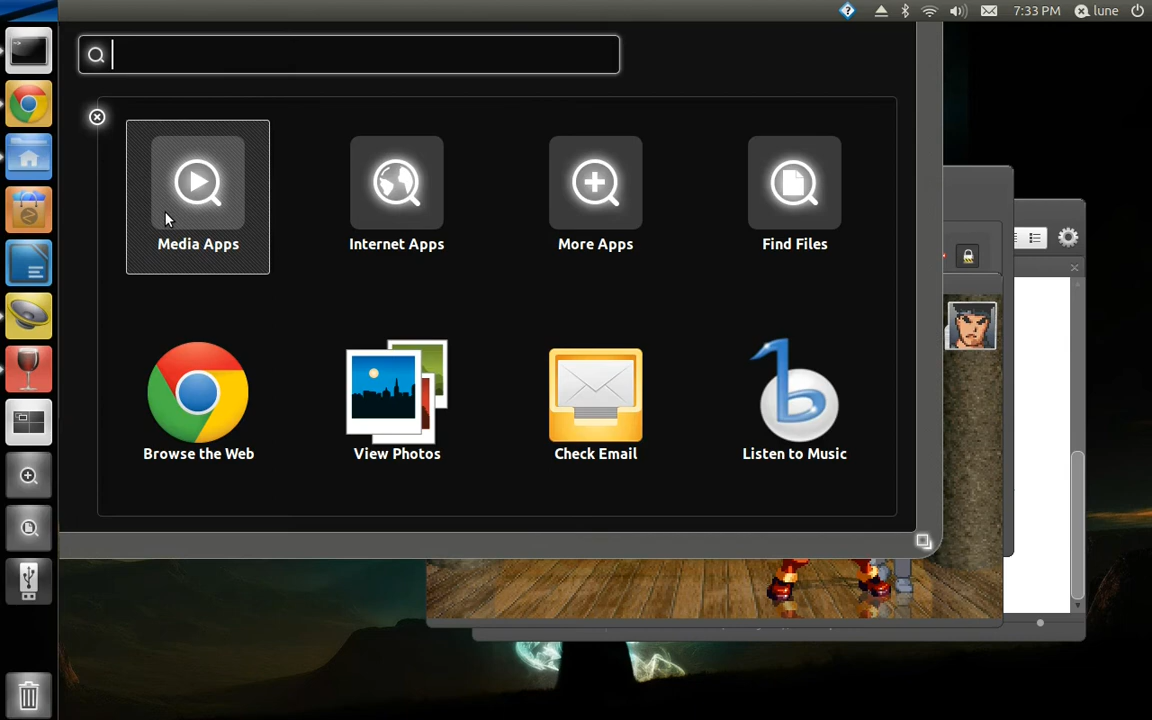 7:33 PM lune
Media Apps Internet Apps More Apps Find Files
Browse the Web View Photos Check Email Listen to Music